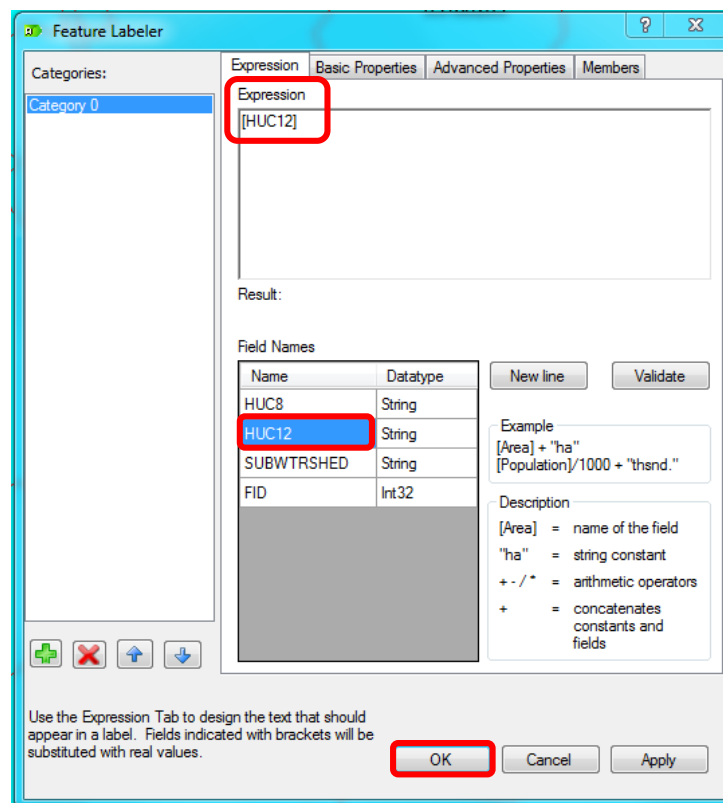 Feature Labeler
Categories:
Category 0
Expression Basic Properties Advanced Properties Members
Expression
[HUC12]
Result:
Field Names
Name Datatype
HUC8 String
HUC12 String
SUBWTRSHED String
FID Int32
New line Validate
Example
[Area] + "ha"
[Population]/1000 + "thsnd."
Description
[Area] = name of the field
"ha" = string constant
+ - / * = arithmetic operators
+ = concatenates
constants and
fields
Use the Expression Tab to design the text that should
appear in a label. Fields indicated with brackets will be
substituted with real values.
OK Cancel Apply